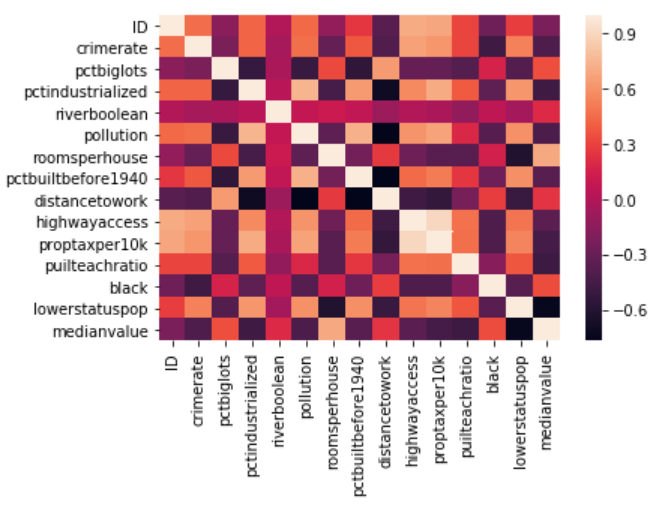 ID
crimerate
pctbiglots
pctindustrialized
riverboolean
pollution
roomsperhouse
pctbuiltbefore1940
distancetowork
highwayaccess
proptaxper10k
puilteachratio
black
lowerstatuspop
medianvalue
0.9
0.6
0.3
0.0
−0.3
−0.6
ID
crimerate
pctbiglots
pctindustrialized
riverboolean
pollution
roomsperhouse
pctbuiltbefore1940
distancetowork
highwayaccess
proptaxper10k
puilteachratio
black
lowerstatuspop
medianvalue